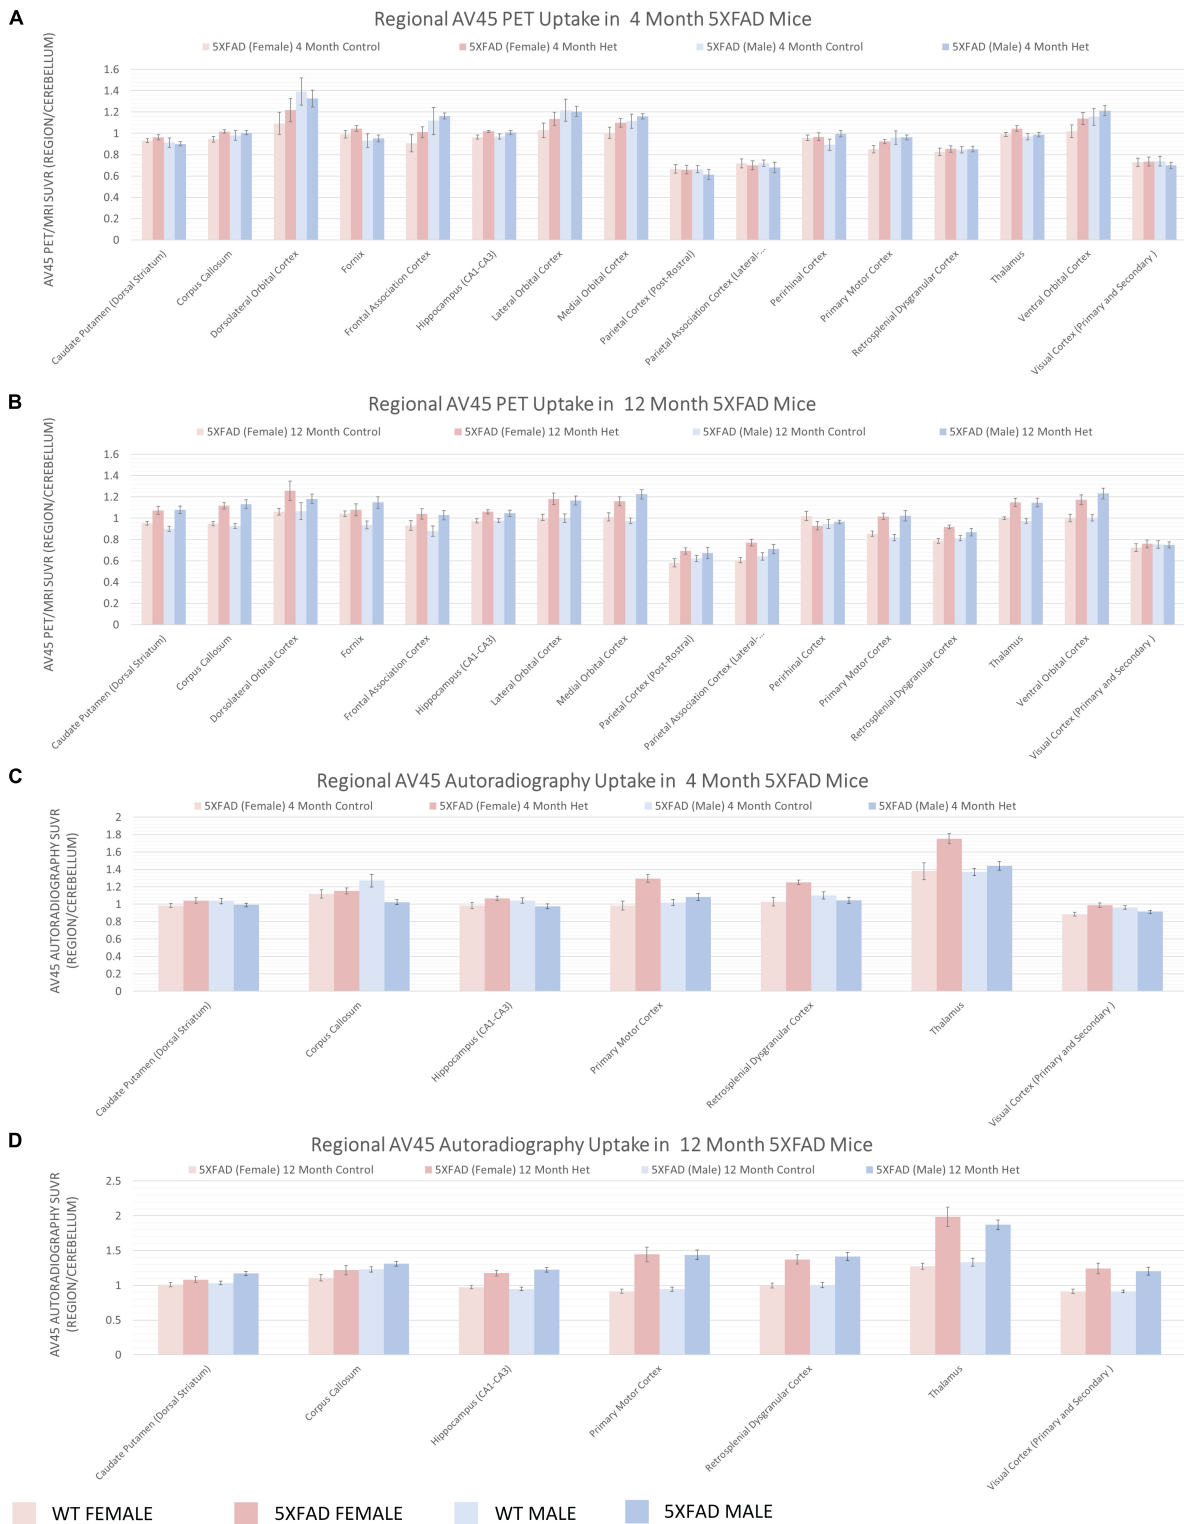 A
Regional AV45 PET Uptake in 4 Month 5XFAD Mice
5XFAD (Female) 4 Month Control
5XFAD (Female) 4 Month Het
5XFAD (Male) 4 Month Control
5XFAD (Male) 4 Month Het
AV45 PET/MRI SUVR (REGION/CEREBELLUM)
1.6
1.4
1.2
1
0.8
0.6
0.4
0.2
0
Caudate Putamen (Dorsal Striatum)
Corpus Callosum
Dorsolateral Orbital Cortex
Fornix
Frontal Association Cortex
Hippocampus (CA1-CA3)
Lateral Orbital Cortex
Medial Orbital Cortex
Parietal Cortex (Post-Rostral)
Parietal Association Cortex (Lateral-...
Perirhinal Cortex
Primary Motor Cortex
Retrosplenial Dysgranular Cortex
Thalamus
Ventral Orbital Cortex
Visual Cortex (Primary and Secondary )
B
Regional AV45 PET Uptake in 12 Month 5XFAD Mice
5XFAD (Female) 12 Month Control
5XFAD (Female) 12 Month Het
5XFAD (Male) 12 Month Control
5XFAD (Male) 12 Month Het
AV45 PET/MRI SUVR (REGION/CEREBELLUM)
1.6
1.4
1.2
1
0.8
0.6
0.4
0.2
0
Caudate Putamen (Dorsal Striatum)
Corpus Callosum
Dorsolateral Orbital Cortex
Fornix
Frontal Association Cortex
Hippocampus (CA1-CA3)
Lateral Orbital Cortex
Medial Orbital Cortex
Parietal Cortex (Post-Rostral)
Parietal Association Cortex (Lateral-...
Perirhinal Cortex
Primary Motor Cortex
Retrosplenial Dysgranular Cortex
Thalamus
Ventral Orbital Cortex
Visual Cortex (Primary and Secondary )
C
Regional AV45 Autoradiography Uptake in 4 Month 5XFAD Mice
5XFAD (Female) 4 Month Control
5XFAD (Female) 4 Month Het
5XFAD (Male) 4 Month Control
5XFAD (Male) 4 Month Het
AV45 AUTORADIOGRAPHY SUVR
(REGION/CEREBELLUM)
2
1.8
1.6
1.4
1.2
1
0.8
0.6
0.4
0.2
0
Caudate Putamen (Dorsal Striatum)
Corpus Callosum
Hippocampus (CA1-CA3)
Primary Motor Cortex
Retrosplenial Dysgranular Cortex
Thalamus
Visual Cortex (Primary and Secondary )
D
Regional AV45 Autoradiography Uptake in 12 Month 5XFAD Mice
5XFAD (Female) 12 Month Control
5XFAD (Female) 12 Month Het
5XFAD (Male) 12 Month Control
5XFAD (Male) 12 Month Het
AV45 AUTORADIOGRAPHY SUVR
(REGION/CEREBELLUM)
2.5
2
1.5
1
0.5
0
Caudate Putamen (Dorsal Striatum)
Corpus Callosum
Hippocampus (CA1-CA3)
Primary Motor Cortex
Retrosplenial Dysgranular Cortex
Thalamus
Visual Cortex (Primary and Secondary )
WT FEMALE
5XFAD FEMALE
WT MALE
5XFAD MALE